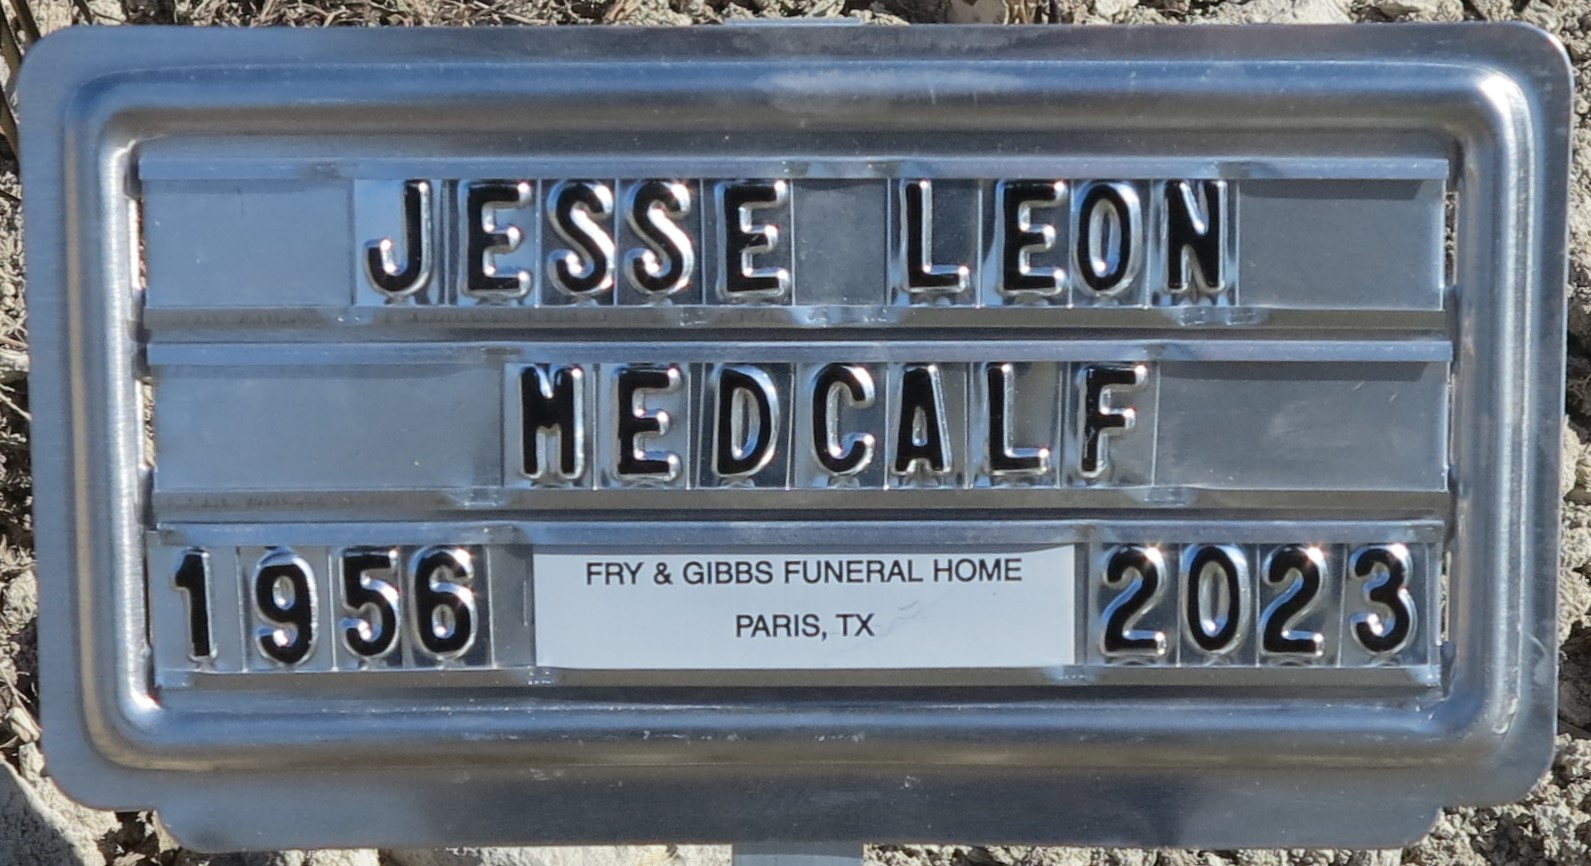 JESSE LEON
MEDCALF
1956 FRY & GIBBS FUNERAL HOME 2023
PARIS, TX